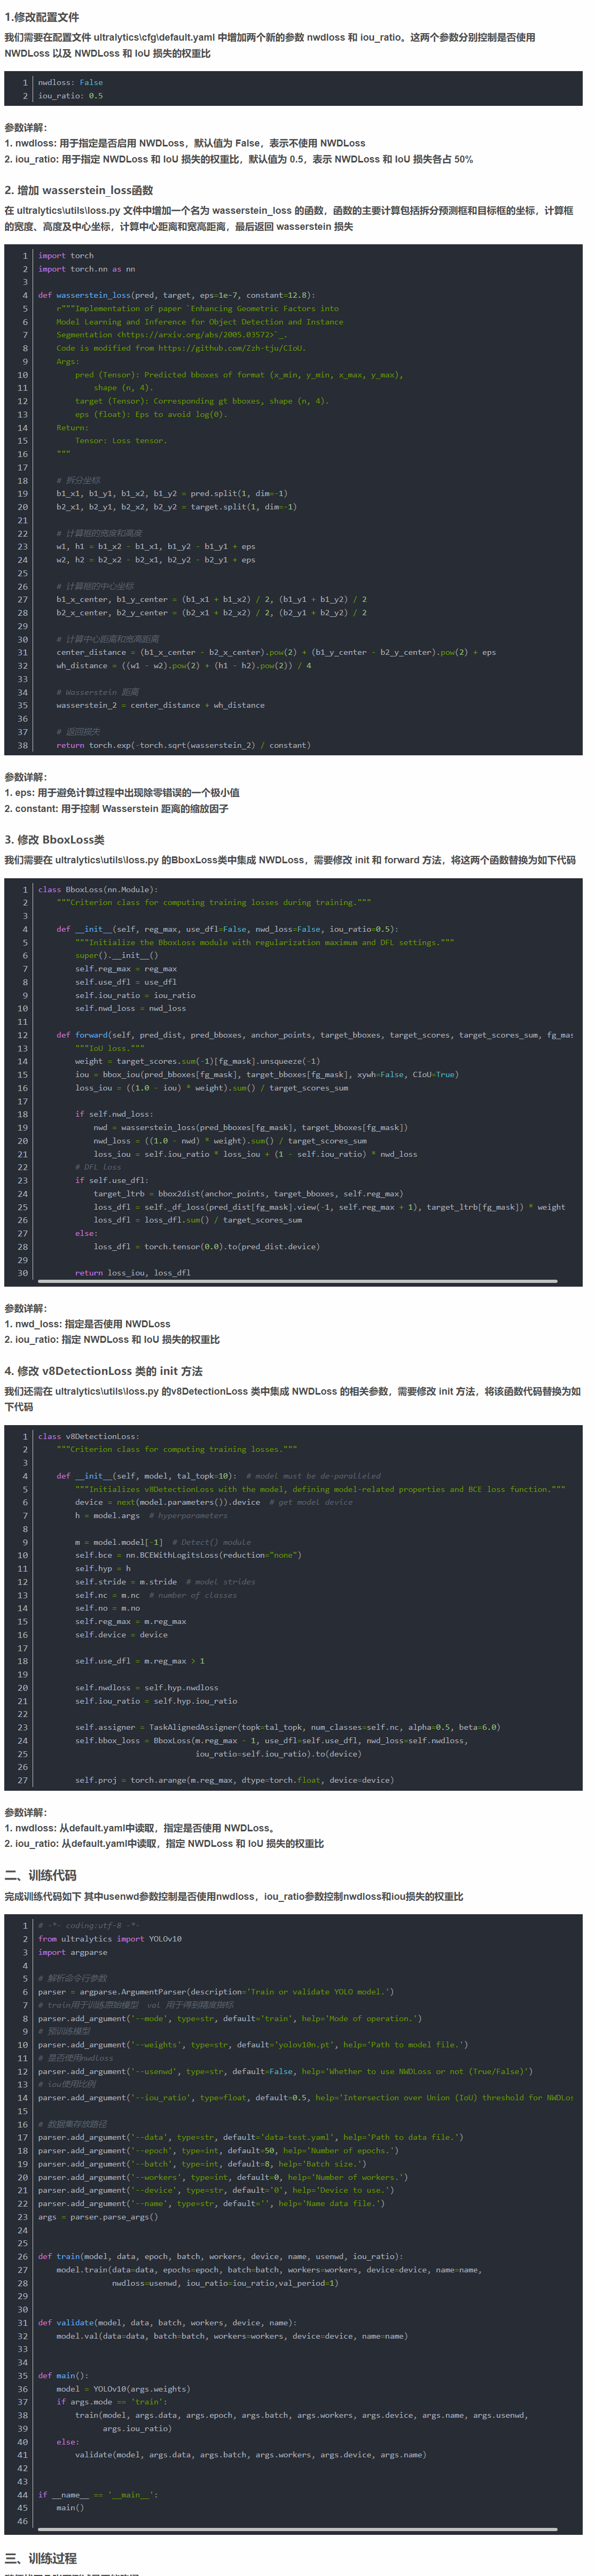 1.修改配置文件
我们需要在配置文件 ultralytics\cfg\default.yaml 中增加两个新的参数 nwdloss 和 iou_ratio。这两个参数分别控制是否使用
NWDLoss 以及 NWDLoss 和 IoU 损失的权重比
1 nwdloss: False
2 iou_ratio: 0.5
参数详解：
1. nwdloss: 用于指定是否启用 NWDLoss，默认值为 False，表示不使用 NWDLoss
2. iou_ratio: 用于指定 NWDLoss 和 IoU 损失的权重比，默认值为 0.5，表示 NWDLoss 和 IoU 损失各占 50%
2. 增加 wasserstein_loss函数
在 ultralytics\utils\loss.py 文件中增加一个名为 wasserstein_loss 的函数，函数的主要计算包括拆分预测框和目标框的坐标，计算框
的宽度、高度及中心坐标，计算中心距离和宽高距离，最后返回 wasserstein 损失
1 import torch
2 import torch.nn as nn
3
4 def wasserstein_loss(pred, target, eps=1e-7, constant=12.8):
5     r"""Implementation of paper `Enhancing Geometric Factors into
6     Model Learning and Inference for Object Detection and Instance
7     Segmentation <https://arxiv.org/abs/2005.03572>`_.
8     Code is modified from https://github.com/Zzh-tju/CIoU.
9     Args:
10         pred (Tensor): Predicted bboxes of format (x_min, y_min, x_max, y_max),
11             shape (n, 4).
12         target (Tensor): Corresponding gt bboxes, shape (n, 4).
13         eps (float): Eps to avoid log(0).
14     Return:
15         Tensor: Loss tensor.
16     """
17
18     # 拆分坐标
19     b1_x1, b1_y1, b1_x2, b1_y2 = pred.split(1, dim=-1)
20     b2_x1, b2_y1, b2_x2, b2_y2 = target.split(1, dim=-1)
21
22     # 计算框的宽度和高度
23     w1, h1 = b1_x2 - b1_x1, b1_y2 - b1_y1 + eps
24     w2, h2 = b2_x2 - b2_x1, b2_y2 - b2_y1 + eps
25
26     # 计算框的中心坐标
27     b1_x_center, b1_y_center = (b1_x1 + b1_x2) / 2, (b1_y1 + b1_y2) / 2
28     b2_x_center, b2_y_center = (b2_x1 + b2_x2) / 2, (b2_y1 + b2_y2) / 2
29
30     # 计算中心距离和宽高距离
31     center_distance = (b1_x_center - b2_x_center).pow(2) + (b1_y_center - b2_y_center).pow(2) + eps
32     wh_distance = ((w1 - w2).pow(2) + (h1 - h2).pow(2)) / 4
33
34     # Wasserstein 距离
35     wasserstein_2 = center_distance + wh_distance
36
37     # 返回损失
38     return torch.exp(-torch.sqrt(wasserstein_2) / constant)
参数详解：
1. eps: 用于避免计算过程中出现除零错误的一个极小值
2. constant: 用于控制 Wasserstein 距离的缩放因子
3. 修改 BboxLoss类
我们需要在 ultralytics\utils\loss.py 的BboxLoss类中集成 NWDLoss，需要修改 init 和 forward 方法，将这两个函数替换为如下代码
1 class BboxLoss(nn.Module):
2     """Criterion class for computing training losses during training."""
3
4     def __init__(self, reg_max, use_dfl=False, nwd_loss=False, iou_ratio=0.5):
5         """Initialize the BboxLoss module with regularization maximum and DFL settings."""
6         super().__init__()
7         self.reg_max = reg_max
8         self.use_dfl = use_dfl
9         self.iou_ratio = iou_ratio
10         self.nwd_loss = nwd_loss
11
12     def forward(self, pred_dist, pred_bboxes, anchor_points, target_bboxes, target_scores, target_scores_sum, fg_mas
13         """IoU loss."""
14         weight = target_scores.sum(-1)[fg_mask].unsqueeze(-1)
15         iou = bbox_iou(pred_bboxes[fg_mask], target_bboxes[fg_mask], xywh=False, CIoU=True)
16         loss_iou = ((1.0 - iou) * weight).sum() / target_scores_sum
17
18         if self.nwd_loss:
19             nwd = wasserstein_loss(pred_bboxes[fg_mask], target_bboxes[fg_mask])
20             nwd_loss = ((1.0 - nwd) * weight).sum() / target_scores_sum
21             loss_iou = self.iou_ratio * loss_iou + (1 - self.iou_ratio) * nwd_loss
22         # DFL loss
23         if self.use_dfl:
24             target_ltrb = bbox2dist(anchor_points, target_bboxes, self.reg_max)
25             loss_dfl = self._df_loss(pred_dist[fg_mask].view(-1, self.reg_max + 1), target_ltrb[fg_mask]) * weight
26             loss_dfl = loss_dfl.sum() / target_scores_sum
27         else:
28             loss_dfl = torch.tensor(0.0).to(pred_dist.device)
29
30         return loss_iou, loss_dfl
参数详解：
1. nwd_loss: 指定是否使用 NWDLoss
2. iou_ratio: 指定 NWDLoss 和 IoU 损失的权重比
4. 修改 v8DetectionLoss 类的 init 方法
我们还需在 ultralytics\utils\loss.py 的v8DetectionLoss 类中集成 NWDLoss 的相关参数，需要修改 init 方法，将该函数代码替换为如
下代码
1 class v8DetectionLoss:
2     """Criterion class for computing training losses."""
3
4     def __init__(self, model, tal_topk=10):  # model must be de-paralleled
5         """Initializes v8DetectionLoss with the model, defining model-related properties and BCE loss function."""
6         device = next(model.parameters()).device  # get model device
7         h = model.args  # hyperparameters
8
9         m = model.model[-1]  # Detect() module
10         self.bce = nn.BCEWithLogitsLoss(reduction="none")
11         self.hyp = h
12         self.stride = m.stride  # model strides
13         self.nc = m.nc  # number of classes
14         self.no = m.no
15         self.reg_max = m.reg_max
16         self.device = device
17
18         self.use_dfl = m.reg_max > 1
19
20         self.nwdloss = self.hyp.nwdloss
21         self.iou_ratio = self.hyp.iou_ratio
22
23         self.assigner = TaskAlignedAssigner(topk=tal_topk, num_classes=self.nc, alpha=0.5, beta=6.0)
24         self.bbox_loss = BboxLoss(m.reg_max - 1, use_dfl=self.use_dfl, nwd_loss=self.nwdloss,
25                                   iou_ratio=self.iou_ratio).to(device)
26
27         self.proj = torch.arange(m.reg_max, dtype=torch.float, device=device)
参数详解：
1. nwdloss: 从default.yaml中读取，指定是否使用 NWDLoss。
2. iou_ratio: 从default.yaml中读取，指定 NWDLoss 和 IoU 损失的权重比
二、训练代码
完成训练代码如下 其中usenwd参数控制是否使用nwdloss，iou_ratio参数控制nwdloss和iou损失的权重比
1 # -*- coding:utf-8 -*-
2 from ultralytics import YOLOv10
3 import argparse
4
5 # 解析命令行参数
6 parser = argparse.ArgumentParser(description='Train or validate YOLO model.')
7 # train用于训练原始模型  val 用于得到精度指标
8 parser.add_argument('--mode', type=str, default='train', help='Mode of operation.')
9 # 预训练模型
10 parser.add_argument('--weights', type=str, default='yolov10n.pt', help='Path to model file.')
11 # 是否使用nwdloss
12 parser.add_argument('--usenwd', type=str, default=False, help='Whether to use NWDLoss or not (True/False)')
13 # iou使用比例
14 parser.add_argument('--iou_ratio', type=float, default=0.5, help='Intersection over Union (IoU) threshold for NWDLos
15
16 # 数据集存放路径
17 parser.add_argument('--data', type=str, default='data-test.yaml', help='Path to data file.')
18 parser.add_argument('--epoch', type=int, default=50, help='Number of epochs.')
19 parser.add_argument('--batch', type=int, default=8, help='Batch size.')
20 parser.add_argument('--workers', type=int, default=0, help='Number of workers.')
21 parser.add_argument('--device', type=str, default='0', help='Device to use.')
22 parser.add_argument('--name', type=str, default='', help='Name data file.')
23 args = parser.parse_args()
24
25
26 def train(model, data, epoch, batch, workers, device, name, usenwd, iou_ratio):
27     model.train(data=data, epochs=epoch, batch=batch, workers=workers, device=device, name=name,
28                 nwdloss=usenwd, iou_ratio=iou_ratio,val_period=1)
29
30
31 def validate(model, data, batch, workers, device, name):
32     model.val(data=data, batch=batch, workers=workers, device=device, name=name)
33
34
35 def main():
36     model = YOLOv10(args.weights)
37     if args.mode == 'train':
38         train(model, args.data, args.epoch, args.batch, args.workers, args.device, args.name, args.usenwd,
39               args.iou_ratio)
40     else:
41         validate(model, args.data, args.batch, args.workers, args.device, args.name)
42
43
44 if __name__ == '__main__':
45     main()
46
三、训练过程